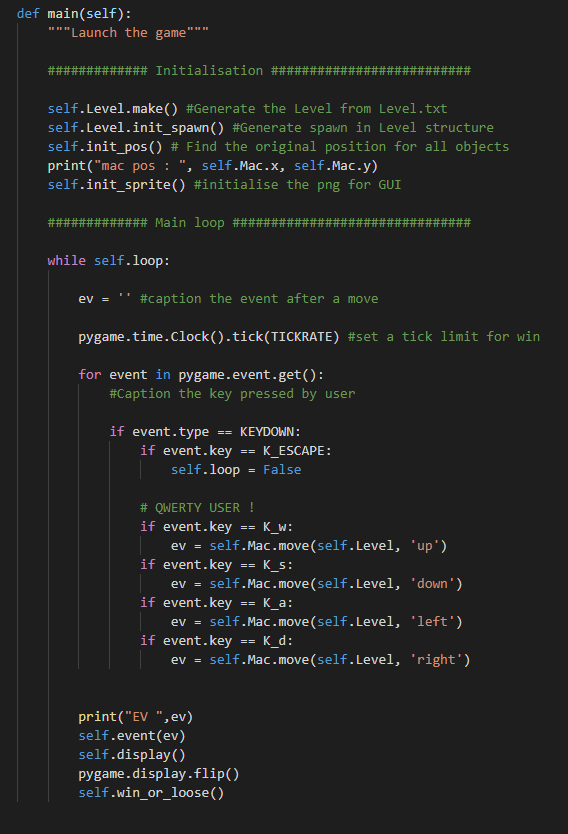 def main(self):
"""Launch the game"""
############# Initialisation ##########################
self.Level.make() #Generate the Level from Level.txt
self.Level.init_spawn() #Generate spawn in Level structure
self.init_pos() # Find the original position for all objects
print("mac pos : ", self.Mac.x, self.Mac.y)
self.init_sprite() #initialise the png for GUI
############# Main loop ###############################
while self.loop:
ev = '' #caption the event after a move
pygame.time.Clock().tick(TICKRATE) #set a tick limit for win
for event in pygame.event.get():
#Caption the key pressed by user
if event.type == KEYDOWN:
if event.key == K_ESCAPE:
self.loop = False
# QWERTY USER !
if event.key == K_w:
ev = self.Mac.move(self.Level, 'up')
if event.key == K_s:
ev = self.Mac.move(self.Level, 'down')
if event.key == K_a:
ev = self.Mac.move(self.Level, 'left')
if event.key == K_d:
ev = self.Mac.move(self.Level, 'right')
print("EV ",ev)
self.event(ev)
self.display()
pygame.display.flip()
self.win_or_loose()